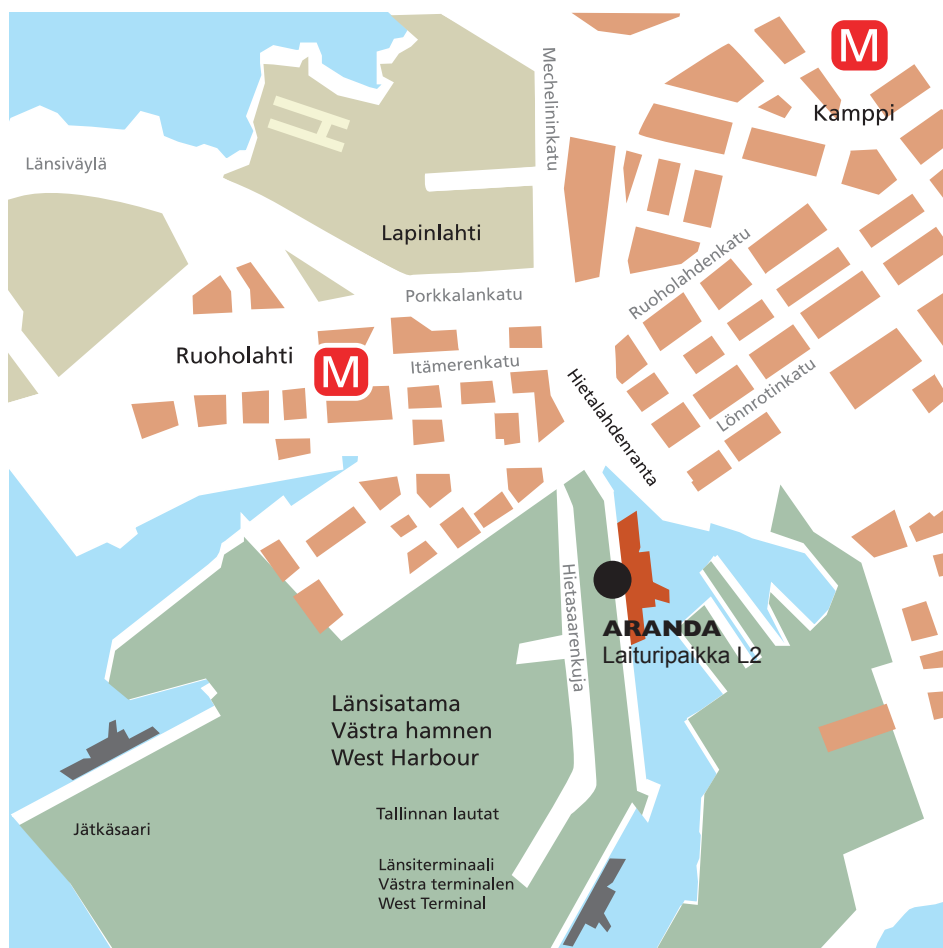 M
Kamppi
Mechelininkatu
Länsiväylä
Lapinlahti
Ruoholahdenkatu
Porkkalankatu
Ruoholahti
M
Itämerenkatu
Hietalahdenranta
Lönnrotinkatu
Hietasaarenkuja
ARANDA
Laituripaikka L2
Länsisatama
Västra hamnen
West Harbour
Tallinnan lautat
Jätkäsaari
Länsiterminaali
Västra terminalen
West Terminal